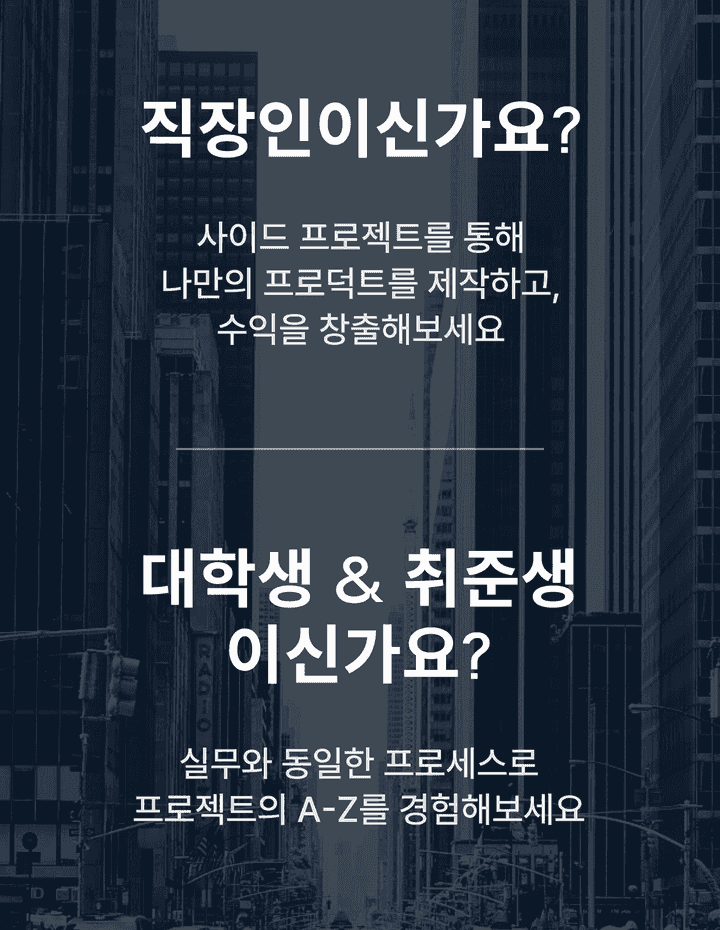 직장인이신가요?
사이드 프로젝트를 통해
나만의 프로덕트를 제작하고,
수익을 창출해보세요
대학생 & 취준생
이신가요?
실무와 동일한 프로세스로
프로젝트의 A-Z를 경험해보세요
RADIO